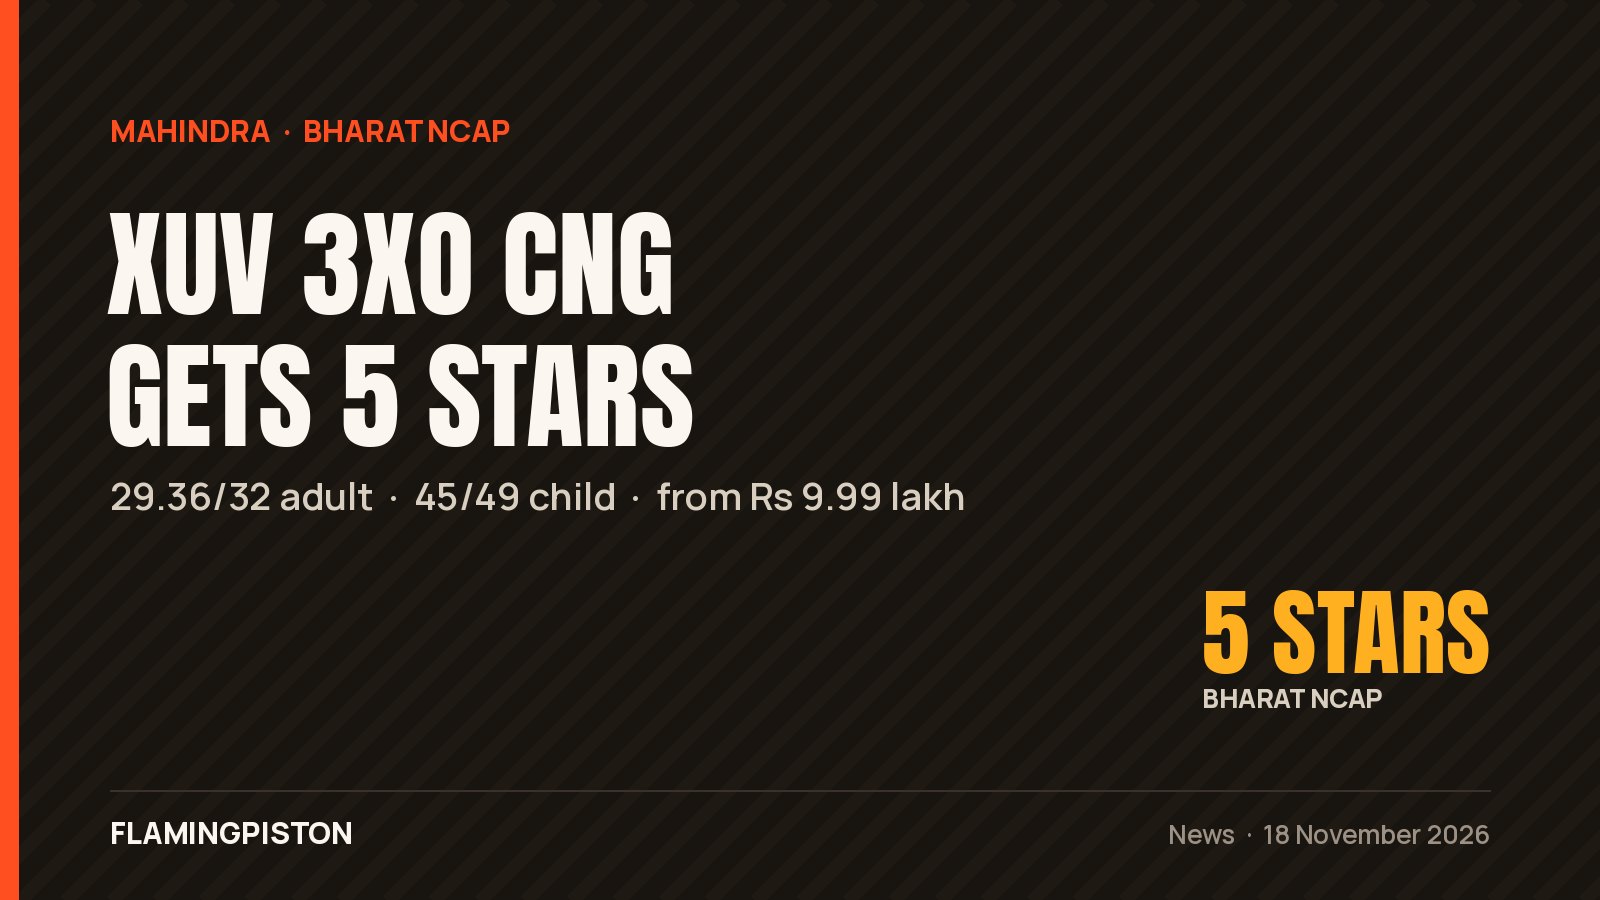 MAHINDRA · BHARAT NCAP
XUV 3XO CNG
GETS 5 STARS
29.36/32 adult · 45/49 child · from Rs 9.99 lakh
5 STARS
BHARAT NCAP
FLAMINGPISTON
News · 18 November 2026